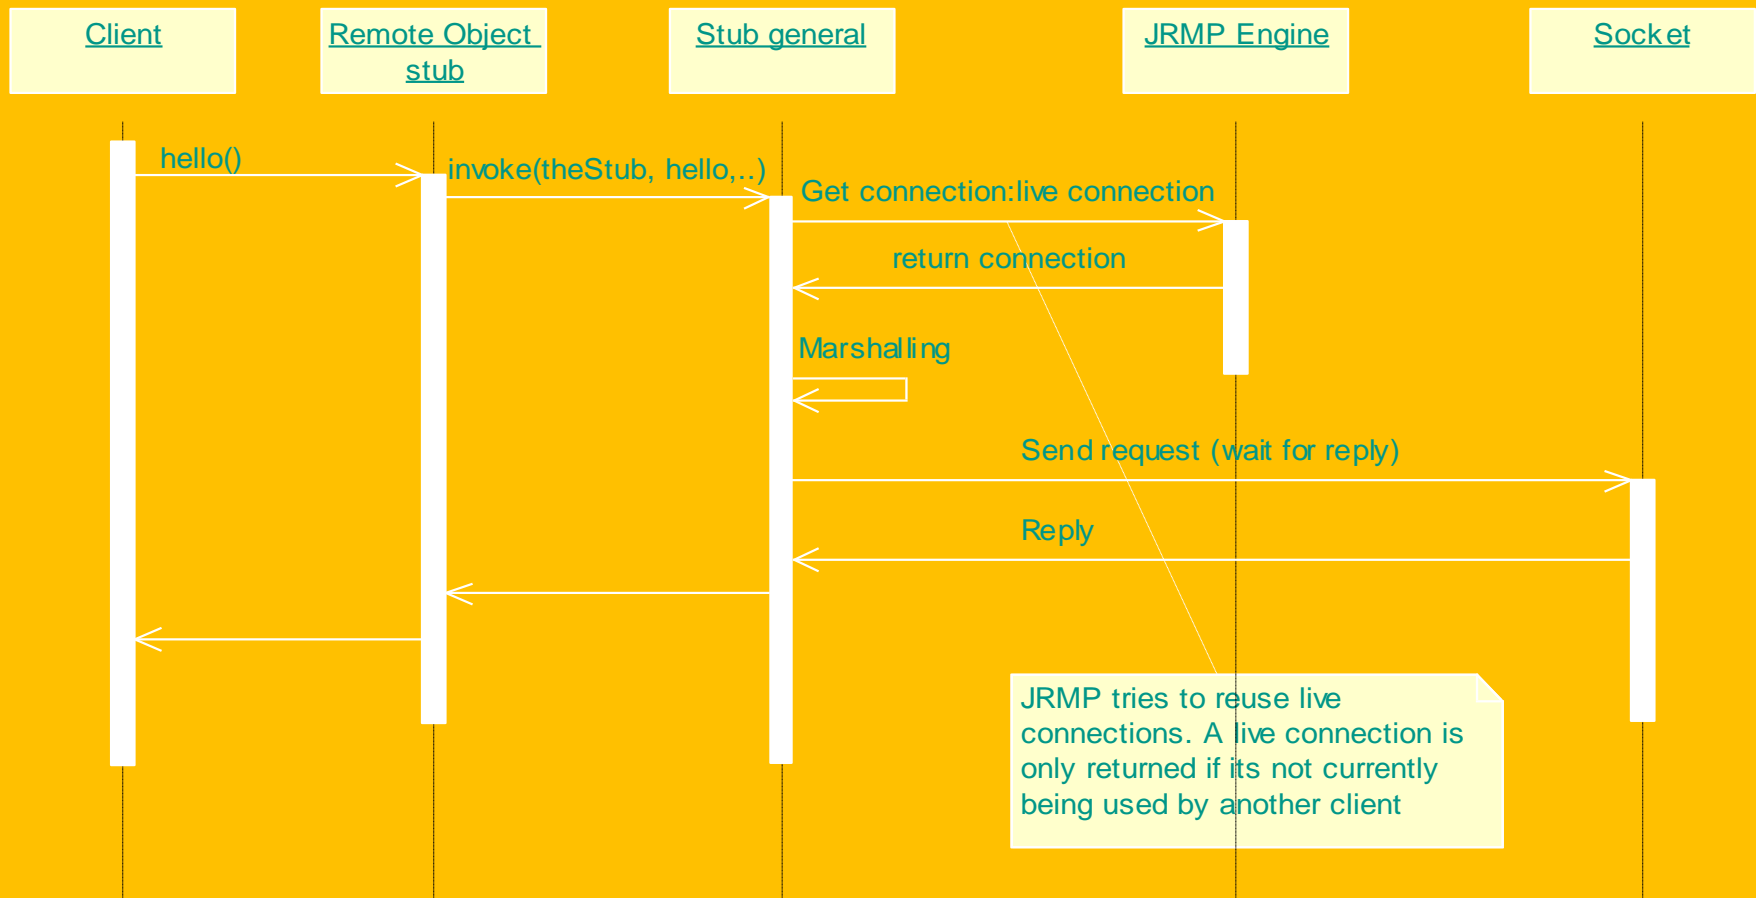 Client
Remote Object
stub
Stub general
JRMP Engine
Socket
hello()
invoke(theStub, hello,..)
Get connection:live connection
return connection
Marshalling
Send request (wait for reply)
Reply
JRMP tries to reuse live
connections. A live connection is
only returned if its not currently
being used by another client